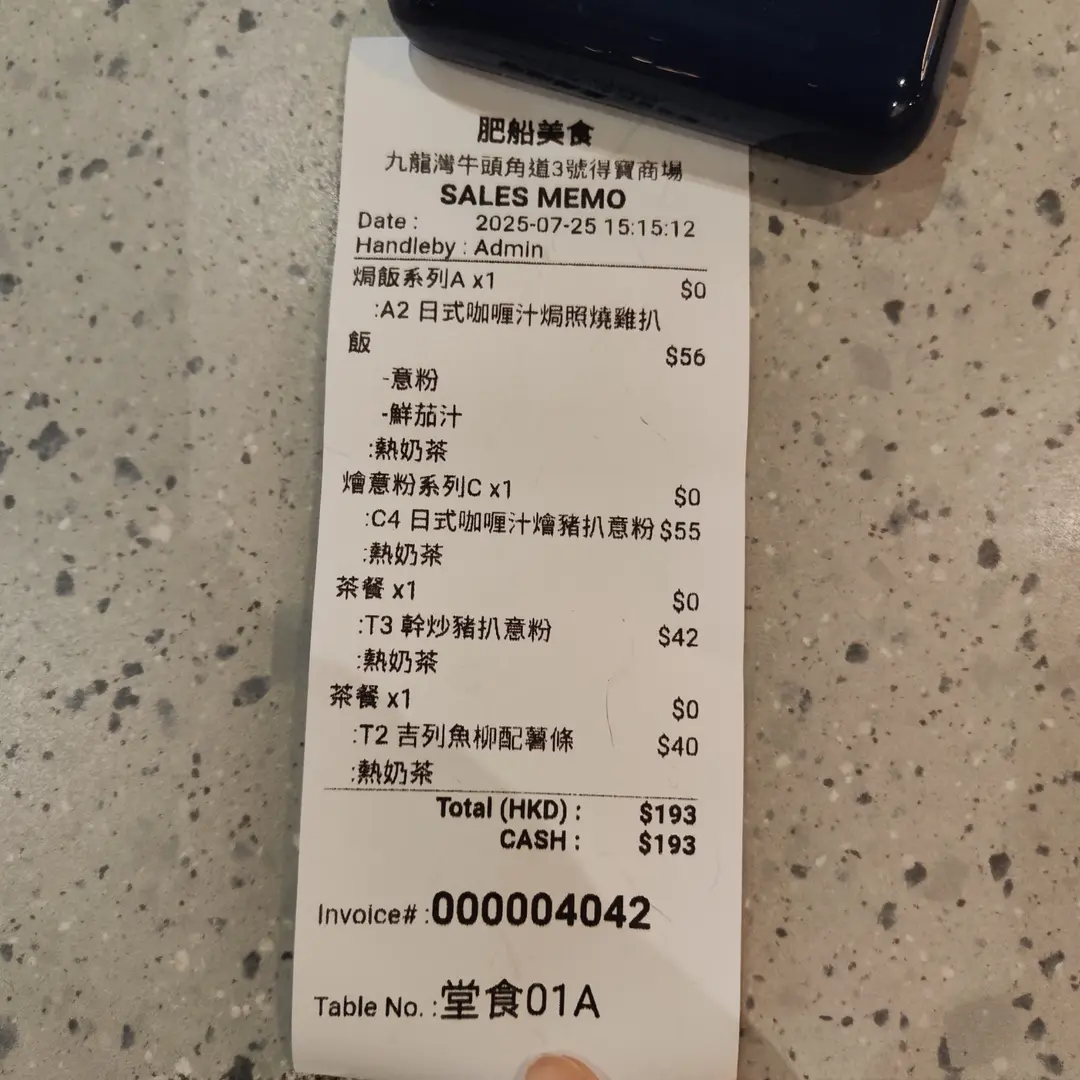 肥船美食
九龍灣牛頭角道3號得寶商場
SALES MEMO
Date : 2025-07-25 15:15:12
Handleby : Admin
焗飯系列A x1 $0
:A2 日式咖喱汁焗照燒雞扒
飯 $56
-意粉
-鮮茄汁
:熱奶茶
燴意粉系列C x1 $0
:C4 日式咖喱汁燴豬扒意粉 $55
:熱奶茶
茶餐 x1 $0
:T3 幹炒豬扒意粉 $42
:熱奶茶
茶餐 x1 $0
:T2 吉列魚柳配薯條 $40
:熱奶茶
Total (HKD) : $193
CASH : $193
Invoice# :000004042
Table No. :堂食01A